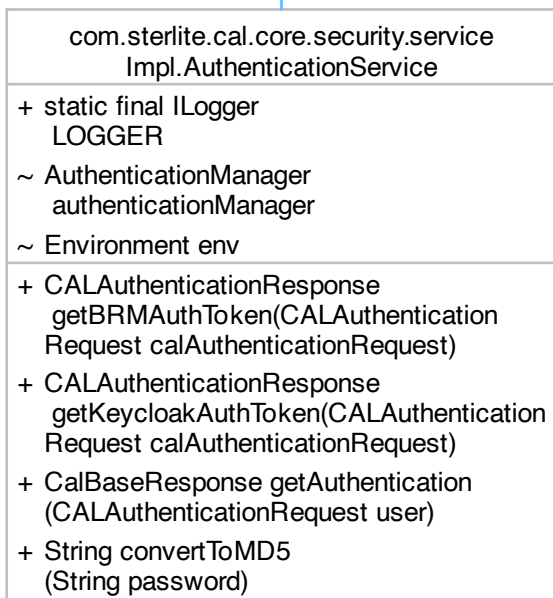 com.sterlite.cal.core.security.service
Impl.AuthenticationService
+ static final ILogger
LOGGER
~ AuthenticationManager
authenticationManager
~ Environment env
+ CALAuthenticationResponse
getBRMAuthToken(CALAuthentication
Request calAuthenticationRequest)
+ CALAuthenticationResponse
getKeycloakAuthToken(CALAuthentication
Request calAuthenticationRequest)
+ CalBaseResponse getAuthentication
(CALAuthenticationRequest user)
+ String convertToMD5
(String password)